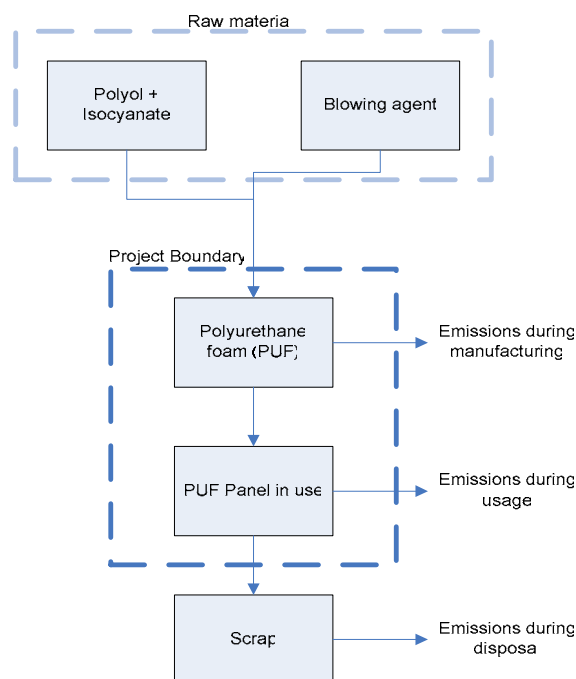 Raw materia
Polyol +
Isocyanate
Blowing agent
Project Boundary
Polyurethane
foam (PUF)
Emissions during
manufacturing
PUF Panel in use
Emissions during
usage
Scrap
Emissions during
disposa